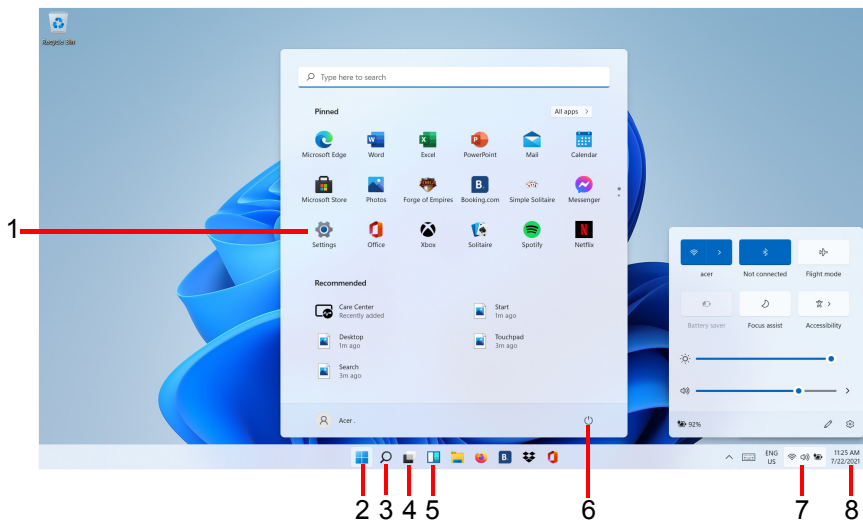 Recycle Bin
Type here to search
Pinned
All apps >
Microsoft Edge
Word
Excel
PowerPoint
Mail
Calendar
Microsoft Store
Photos
Forge of Empires
Booking.com
Simple Solitaire
Messenger
Settings
Office
Xbox
Solitaire
Spotify
Netflix
Recommended
Care Center
Recently added
Start
1m ago
Desktop
1m ago
Touchpad
3m ago
Search
3m ago
Acer .
acer
Not connected
Flight mode
Battery saver
Focus assist
Accessibility
92%
ENG
US
11:25 AM
7/22/2021
1
2
3
4
5
6
7
8